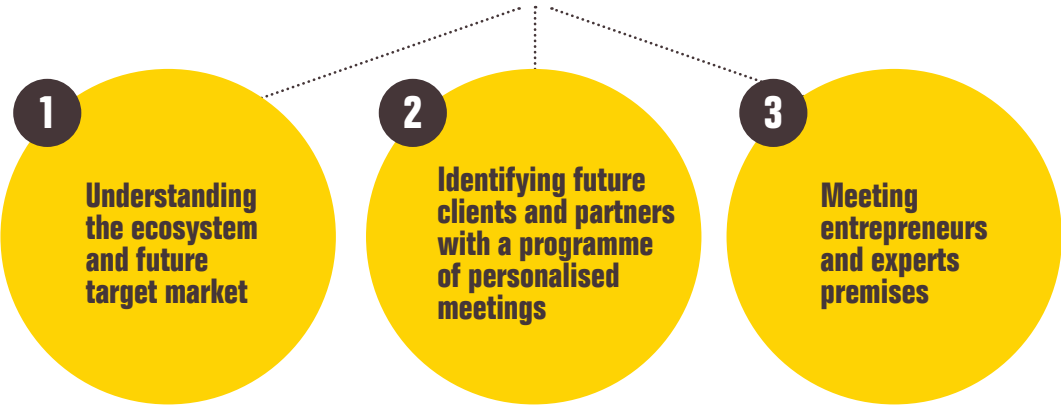 1
Understanding
the ecosystem
and future
target market
2
Identifying future
clients and partners
with a programme
of personalised
meetings
3
Meeting
entrepreneurs
and experts
premises